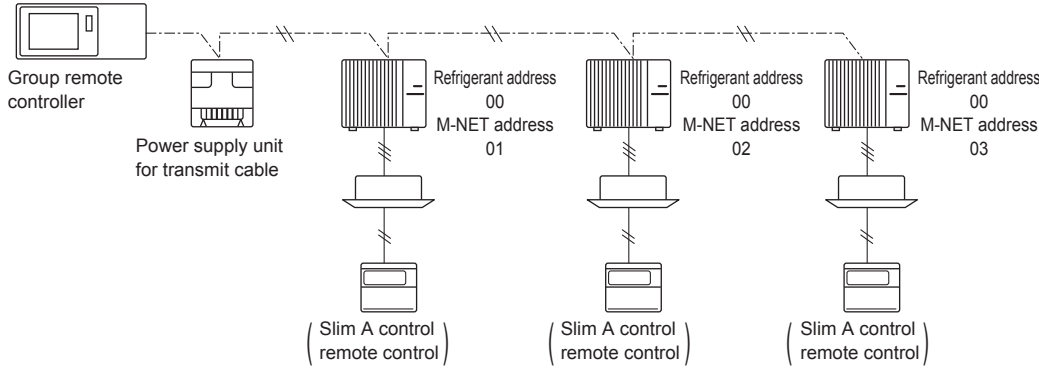 Group remote
controller
Power supply unit
for transmit cable
Refrigerant address
00
M-NET address
01
Refrigerant address
00
M-NET address
02
Refrigerant address
00
M-NET address
03
(Slim A control
remote control)
(Slim A control
remote control)
(Slim A control
remote control)